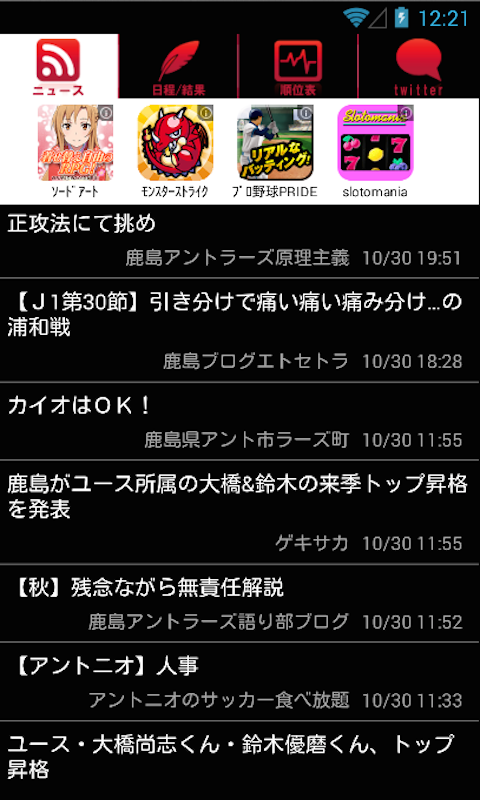 12:21
ニュース
日程/結果
順位表
twitter
リアルな
バッティング!
Slotomania
7
7
7
ソードアート
モンスターストライク
プロ野球PRIDE
slotomania
正攻法にて挑め
鹿島アントラーズ原理主義 10/30 19:51
【J1第30節】引き分けで痛い痛い痛み分け…の
浦和戦
鹿島ブログエトセトラ 10/30 18:28
カイオはOK!
鹿島県アント市ラーズ町 10/30 11:55
鹿島がユース所属の大橋&鈴木の来季トップ昇格
を発表
ゲキサカ 10/30 11:55
【秋】残念ながら無責任解説
鹿島アントラーズ語り部ブログ 10/30 11:52
【アントニオ】人事
アントニオのサッカー食べ放題 10/30 11:33
ユース・大橋尚志くん・鈴木優磨くん、トップ
昇格